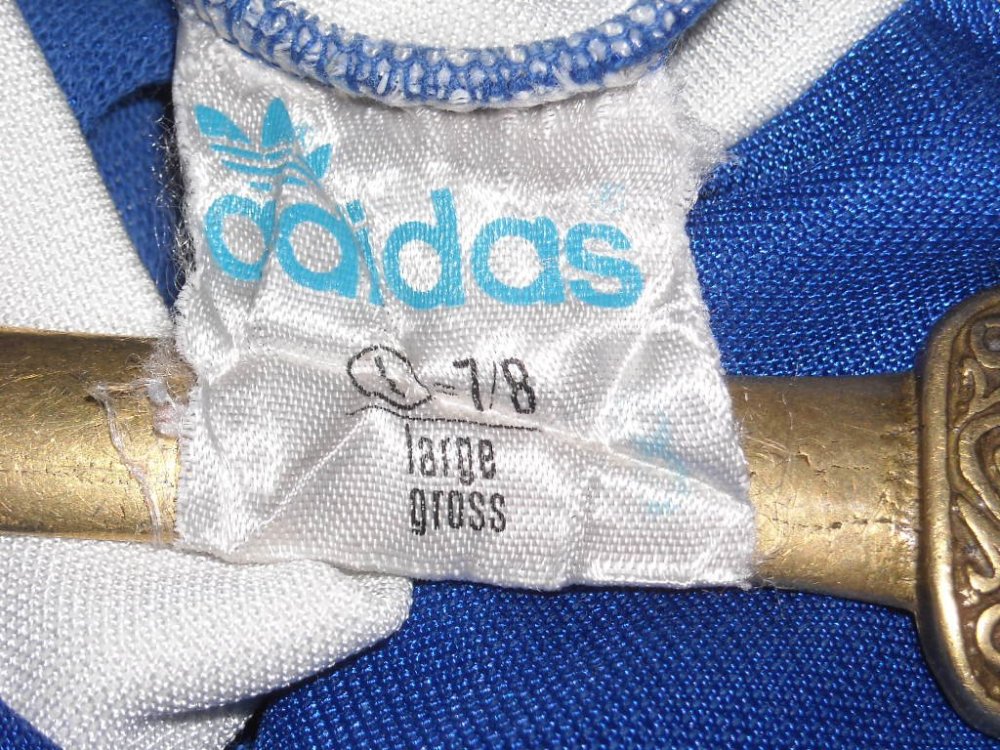 adidas
L =7/8
large
gross